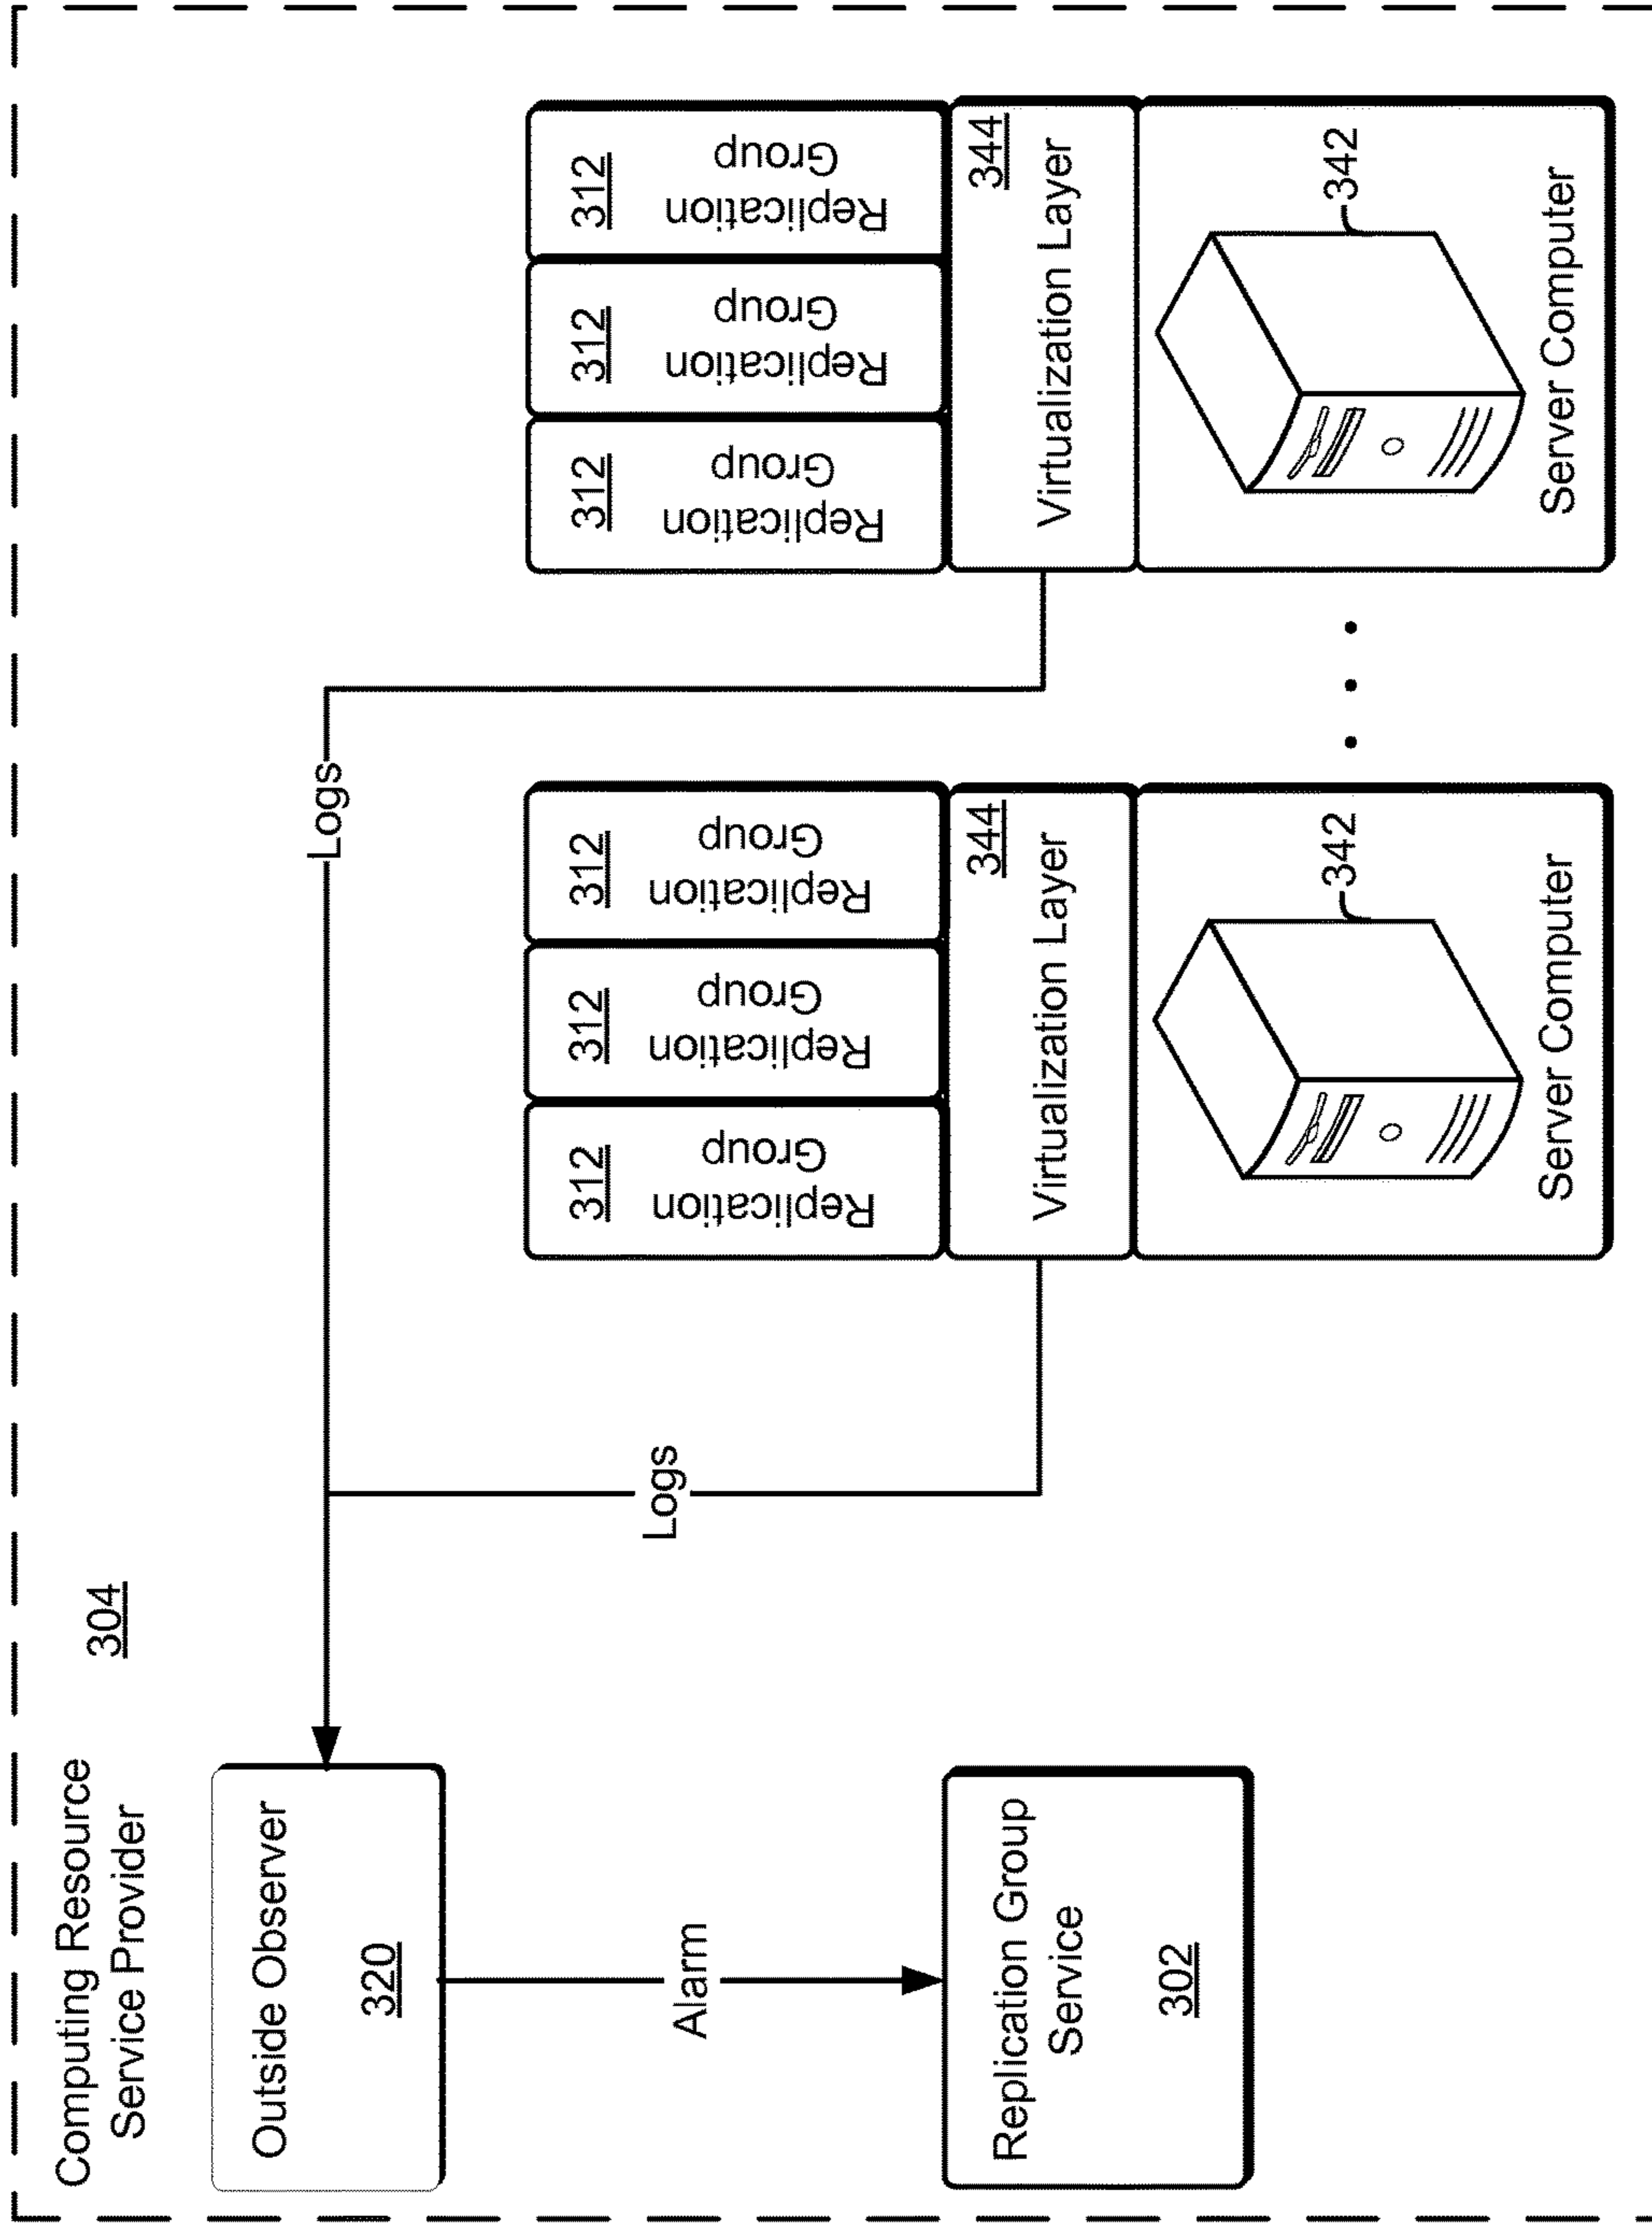 Computing Resource
Service Provider
304
Outside Observer
320
Logs
Logs
Alarm
Replication Group
Service
302
312
Replication
Group
312
Replication
Group
312
Replication
Group
344
Virtualization Layer
342
Server Computer
312
Replication
Group
312
Replication
Group
312
Replication
Group
344
Virtualization Layer
342
Server Computer